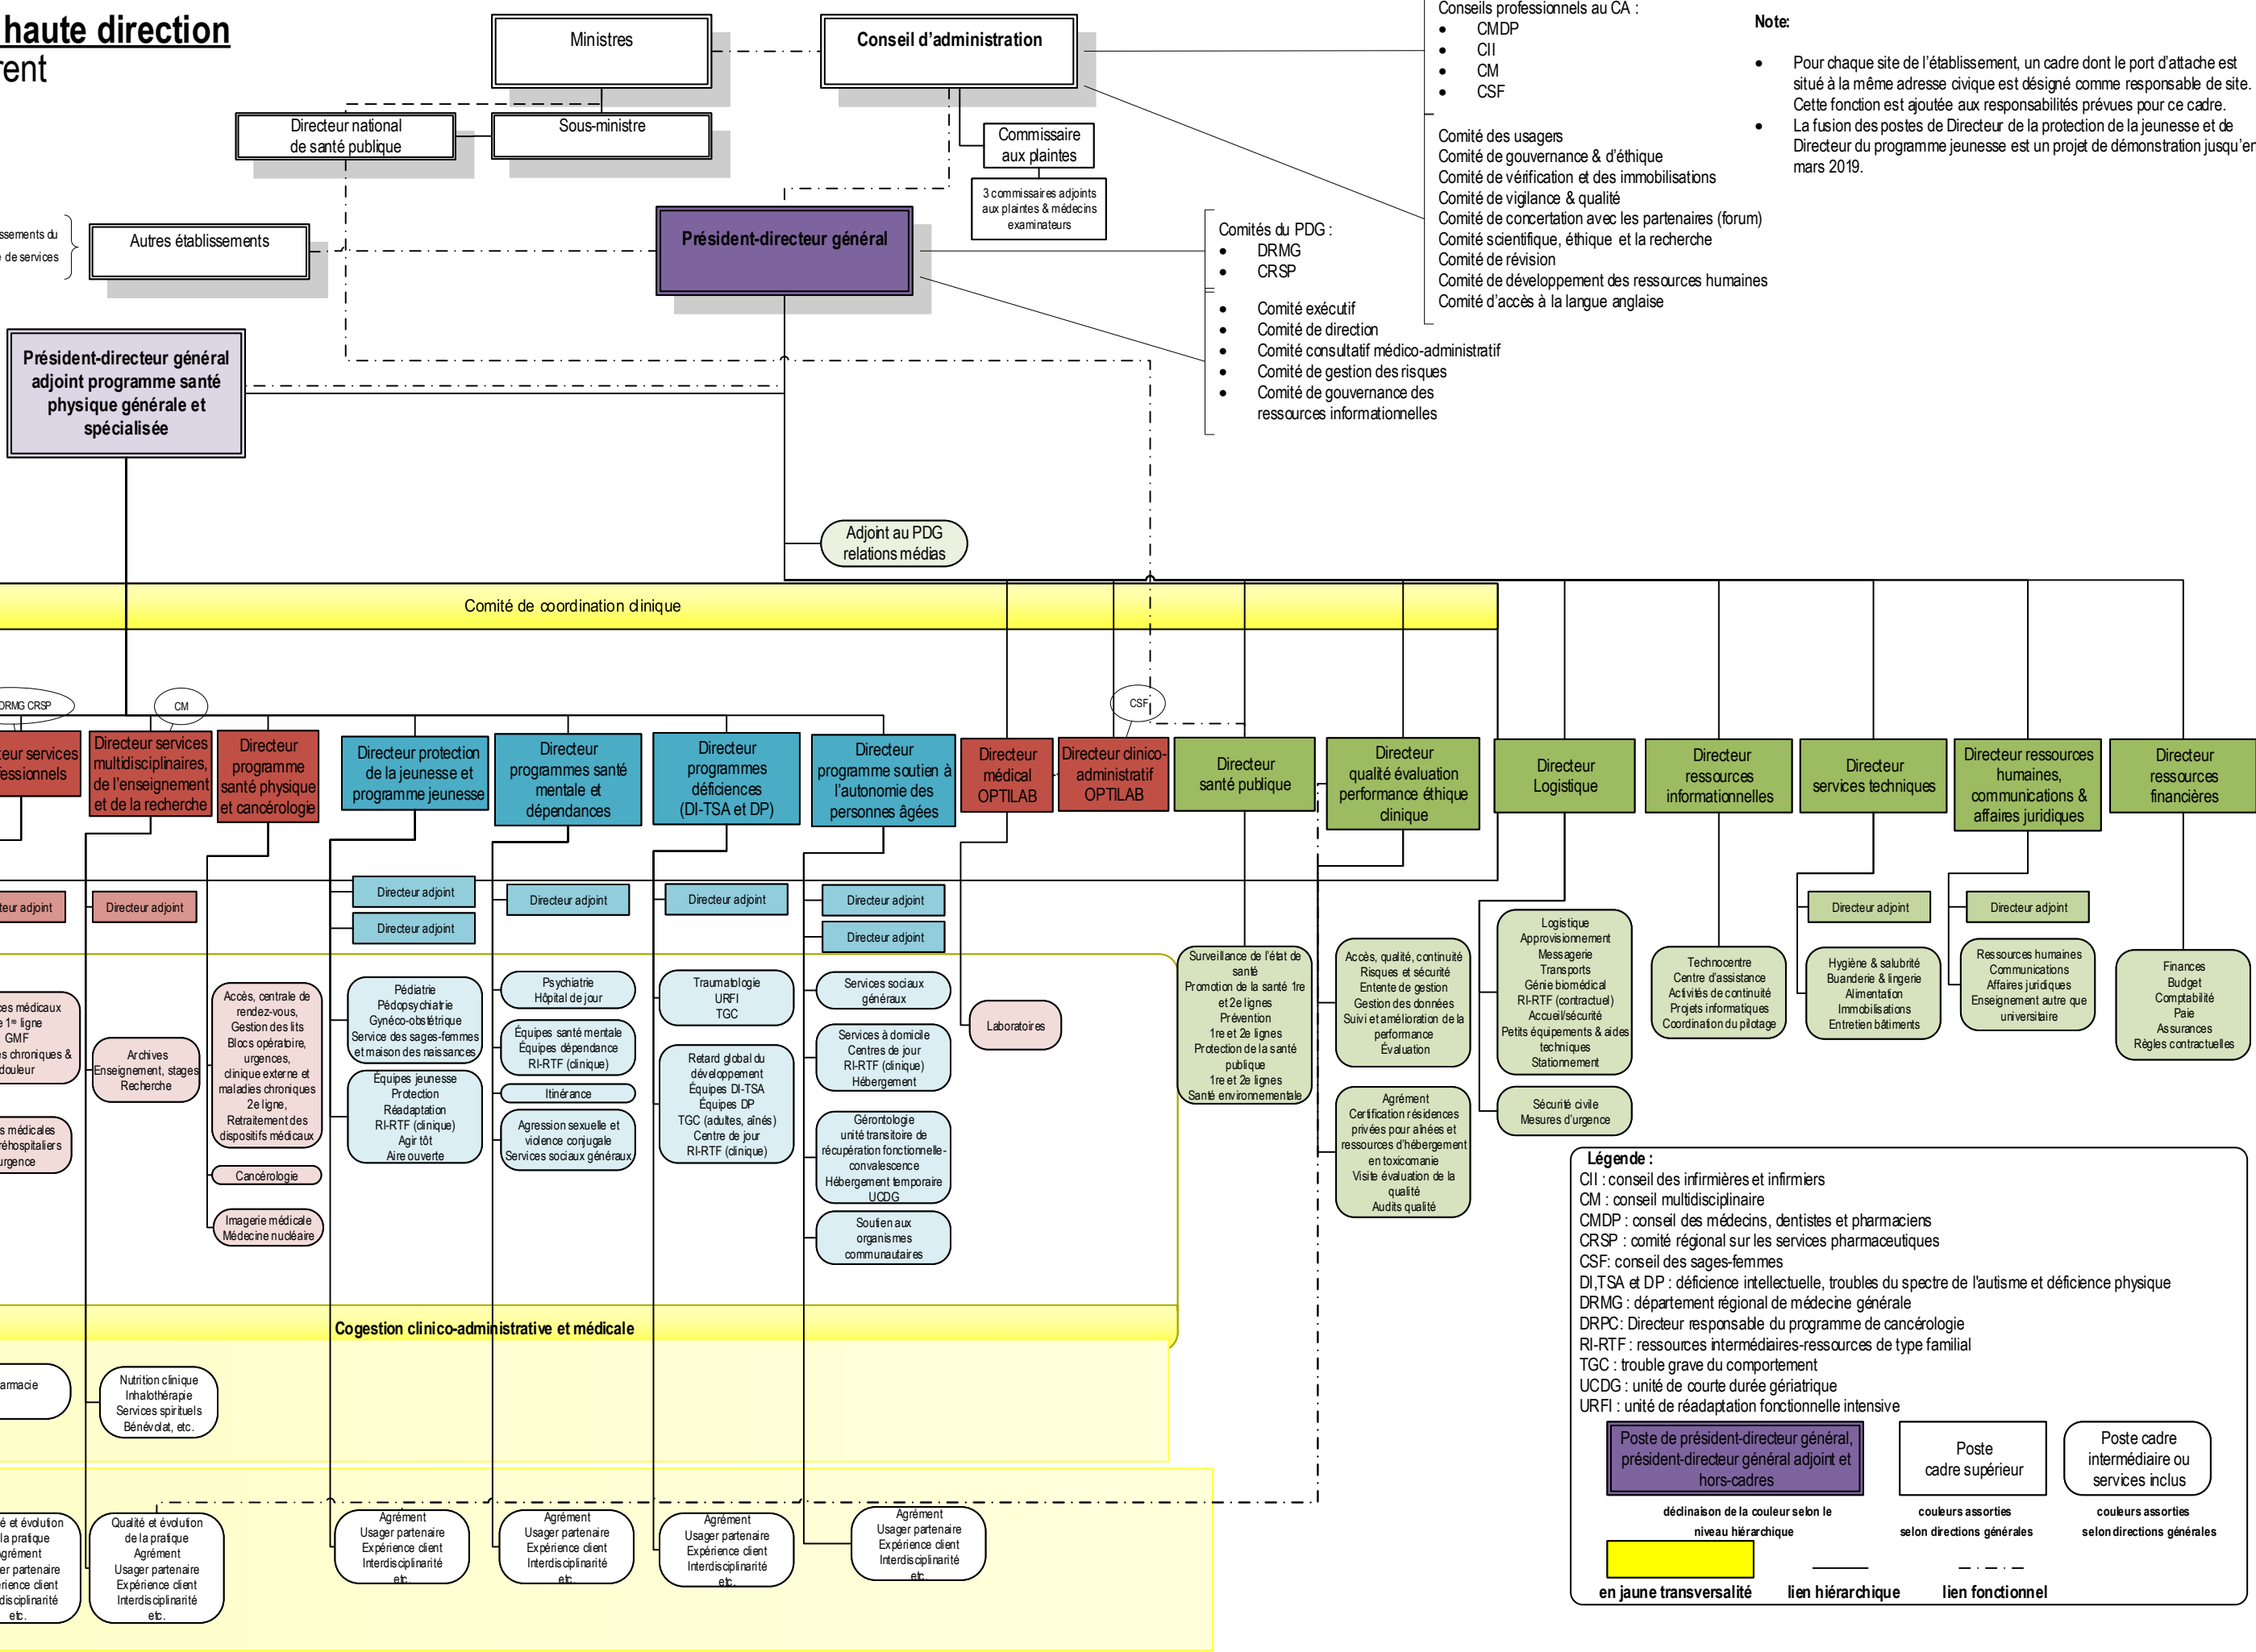 haute direction
Ministres
Conseil d'administration
Directeur national
de santé publique
Sous-ministre
Commissaire
aux plaintes
3 commissaires adjoints
aux plaintes & médecins
examinateurs
Conseils professionnels au CA :
• CMDP
• CII
• CM
• CSF
Comité des usagers
Comité de gouvernance & d'éthique
Comité de vérification et des immobilisations
Comité de vigilance & qualité
Comité de concertation avec les partenaires (forum)
Comité scientifique, éthique et la recherche
Comité de révision
Comité de développement des ressources humaines
Comité d'accès à la langue anglaise
Note:
• Pour chaque site de l'établissement, un cadre dont le port d'attache est
situé à la même adresse civique est désigné comme responsable de site.
Cette fonction est ajoutée aux responsabilités prévues pour ce cadre.
• La fusion des postes de Directeur de la protection de la jeunesse et de
Directeur du programme jeunesse est un projet de démonstration jusqu'en
mars 2019.
de services
Autres établissements
Président-directeur général
Comités du PDG :
• DRMG
• CRSP
• Comité exécutif
• Comité de direction
• Comité consultatif médico-administratif
• Comité de gestion des risques
• Comité de gouvernance des
ressources informationnelles
Président-directeur général
adjoint programme santé
physique générale et
spécialisée
Adjoint au PDG
relations médias
Comité de coordination clinique
DRMG CRSP
CM
CSF
services
Directeur services
multidisciplinaires,
de l'enseignement
et de la recherche
Directeur
programme
santé physique
et cancérologie
Directeur protection
de la jeunesse et
programme jeunesse
Directeur
programmes santé
mentale et
dépendances
Directeur
programmes
déficiences
(DI-TSA et DP)
Directeur
programme soutien à
l'autonomie des
personnes âgées
Directeur
médical
OPTILAB
Directeur clinico-
administratif
OPTILAB
Directeur
santé publique
Directeur
qualité évaluation
performance éthique
clinique
Directeur
Logistique
Directeur
ressources
informationnelles
Directeur
services techniques
Directeur ressources
humaines,
communications &
affaires juridiques
Directeur
ressources
financières
adjoint
Directeur adjoint
Directeur adjoint
Directeur adjoint
Directeur adjoint
Directeur adjoint
Directeur adjoint
Directeur adjoint
Directeur adjoint
Directeur adjoint
médicaux
1re ligne
GMF
chroniques &
douleur
médicales
urgence
Archives
Enseignement, stages
Recherche
Accès, centrale de
rendez-vous,
Gestion des lits
Blocs opératoire,
urgences,
clinique externe et
maladies chroniques
2e ligne,
Retraitement des
dispositifs médicaux
Cancérologie
Imagerie médicale
Médecine nucléaire
Pédiatrie
Pédopsychiatrie
Gynéco-obstétrique
Service des sages-femmes
et maison des naissances
Équipes jeunesse
Protection
Réadaptation
RI-RTF (clinique)
Agir tôt
Aire ouverte
Psychiatrie
Hôpital de jour
Équipes santé mentale
Équipes dépendance
RI-RTF (clinique)
Itinérance
Agression sexuelle et
violence conjugale
Services sociaux généraux
Traumatologie
URFI
TGC
Retard global du
développement
Équipes DI-TSA
Équipes DP
TGC (adultes, aînés)
Centre de jour
RI-RTF (clinique)
Services sociaux
généraux
Services à domicile
Centres de jour
RI-RTF (clinique)
Hébergement
Gérontologie
unité transitoire de
récupération fonctionnelle-
convalescence
Hébergement temporaire
UCDG
Soutien aux
organismes
communautaires
Laboratoires
Surveillance de l'état de
santé
Promotion de la santé 1re
et 2e lignes
Prévention
1re et 2e lignes
Protection de la santé
publique
1re et 2e lignes
Santé environnementale
Accès, qualité, continuité
Risques et sécurité
Entente de gestion
Gestion des données
Suivi et amélioration de la
performance
Évaluation
Agrément
Certification résidences
privées pour aînées et
ressources d'hébergement
en toxicomanie
Visite évaluation de la
qualité
Audits qualité
Logistique
Approvisionnement
Messagerie
Transports
Génie biomédical
RI-RTF (contractuel)
Accueil/sécurité
Petits équipements & aides
techniques
Stationnement
Sécurité civile
Mesures d'urgence
Technocentre
Centre d'assistance
Activités de continuité
Projets informatiques
Coordination du pilotage
Hygiène & salubrité
Buanderie & lingerie
Alimentation
Immobilisations
Entretien bâtiments
Ressources humaines
Communications
Affaires juridiques
Enseignement autre que
universitaire
Finances
Budget
Comptabilité
Paie
Assurances
Règles contractuelles
Cogestion clinico-administrative et médicale
Nutrition clinique
Inhalothérapie
Services spirituels
Bénévolat, etc.
et évolution
la pratique
partenaire
client
etc.
Qualité et évolution
de la pratique
Agrément
Usager partenaire
Expérience client
Interdisciplinarité
etc.
Agrément
Usager partenaire
Expérience client
Interdisciplinarité
etc.
Agrément
Usager partenaire
Expérience client
Interdisciplinarité
etc.
Agrément
Usager partenaire
Expérience client
Interdisciplinarité
etc.
Agrément
Usager partenaire
Expérience client
Interdisciplinarité
etc.
Légende :
CII : conseil des infirmières et infirmiers
CM : conseil multidisciplinaire
CMDP : conseil des médecins, dentistes et pharmaciens
CRSP : comité régional sur les services pharmaceutiques
CSF: conseil des sages-femmes
DI,TSA et DP : déficience intellectuelle, troubles du spectre de l'autisme et déficience physique
DRMG : département régional de médecine générale
DRPC: Directeur responsable du programme de cancérologie
RI-RTF : ressources intermédiaires-ressources de type familial
TGC : trouble grave du comportement
UCDG : unité de courte durée gériatrique
URFI : unité de réadaptation fonctionnelle intensive
Poste de président-directeur général,
président-directeur général adjoint et
hors-cadres
Poste
cadre supérieur
Poste cadre
intermédiaire ou
services inclus
déclinaison de la couleur selon le
niveau hiérarchique
couleurs assorties
selon directions générales
couleurs assorties
selon directions générales
en jaune transversalité
lien hiérarchique
lien fonctionnel